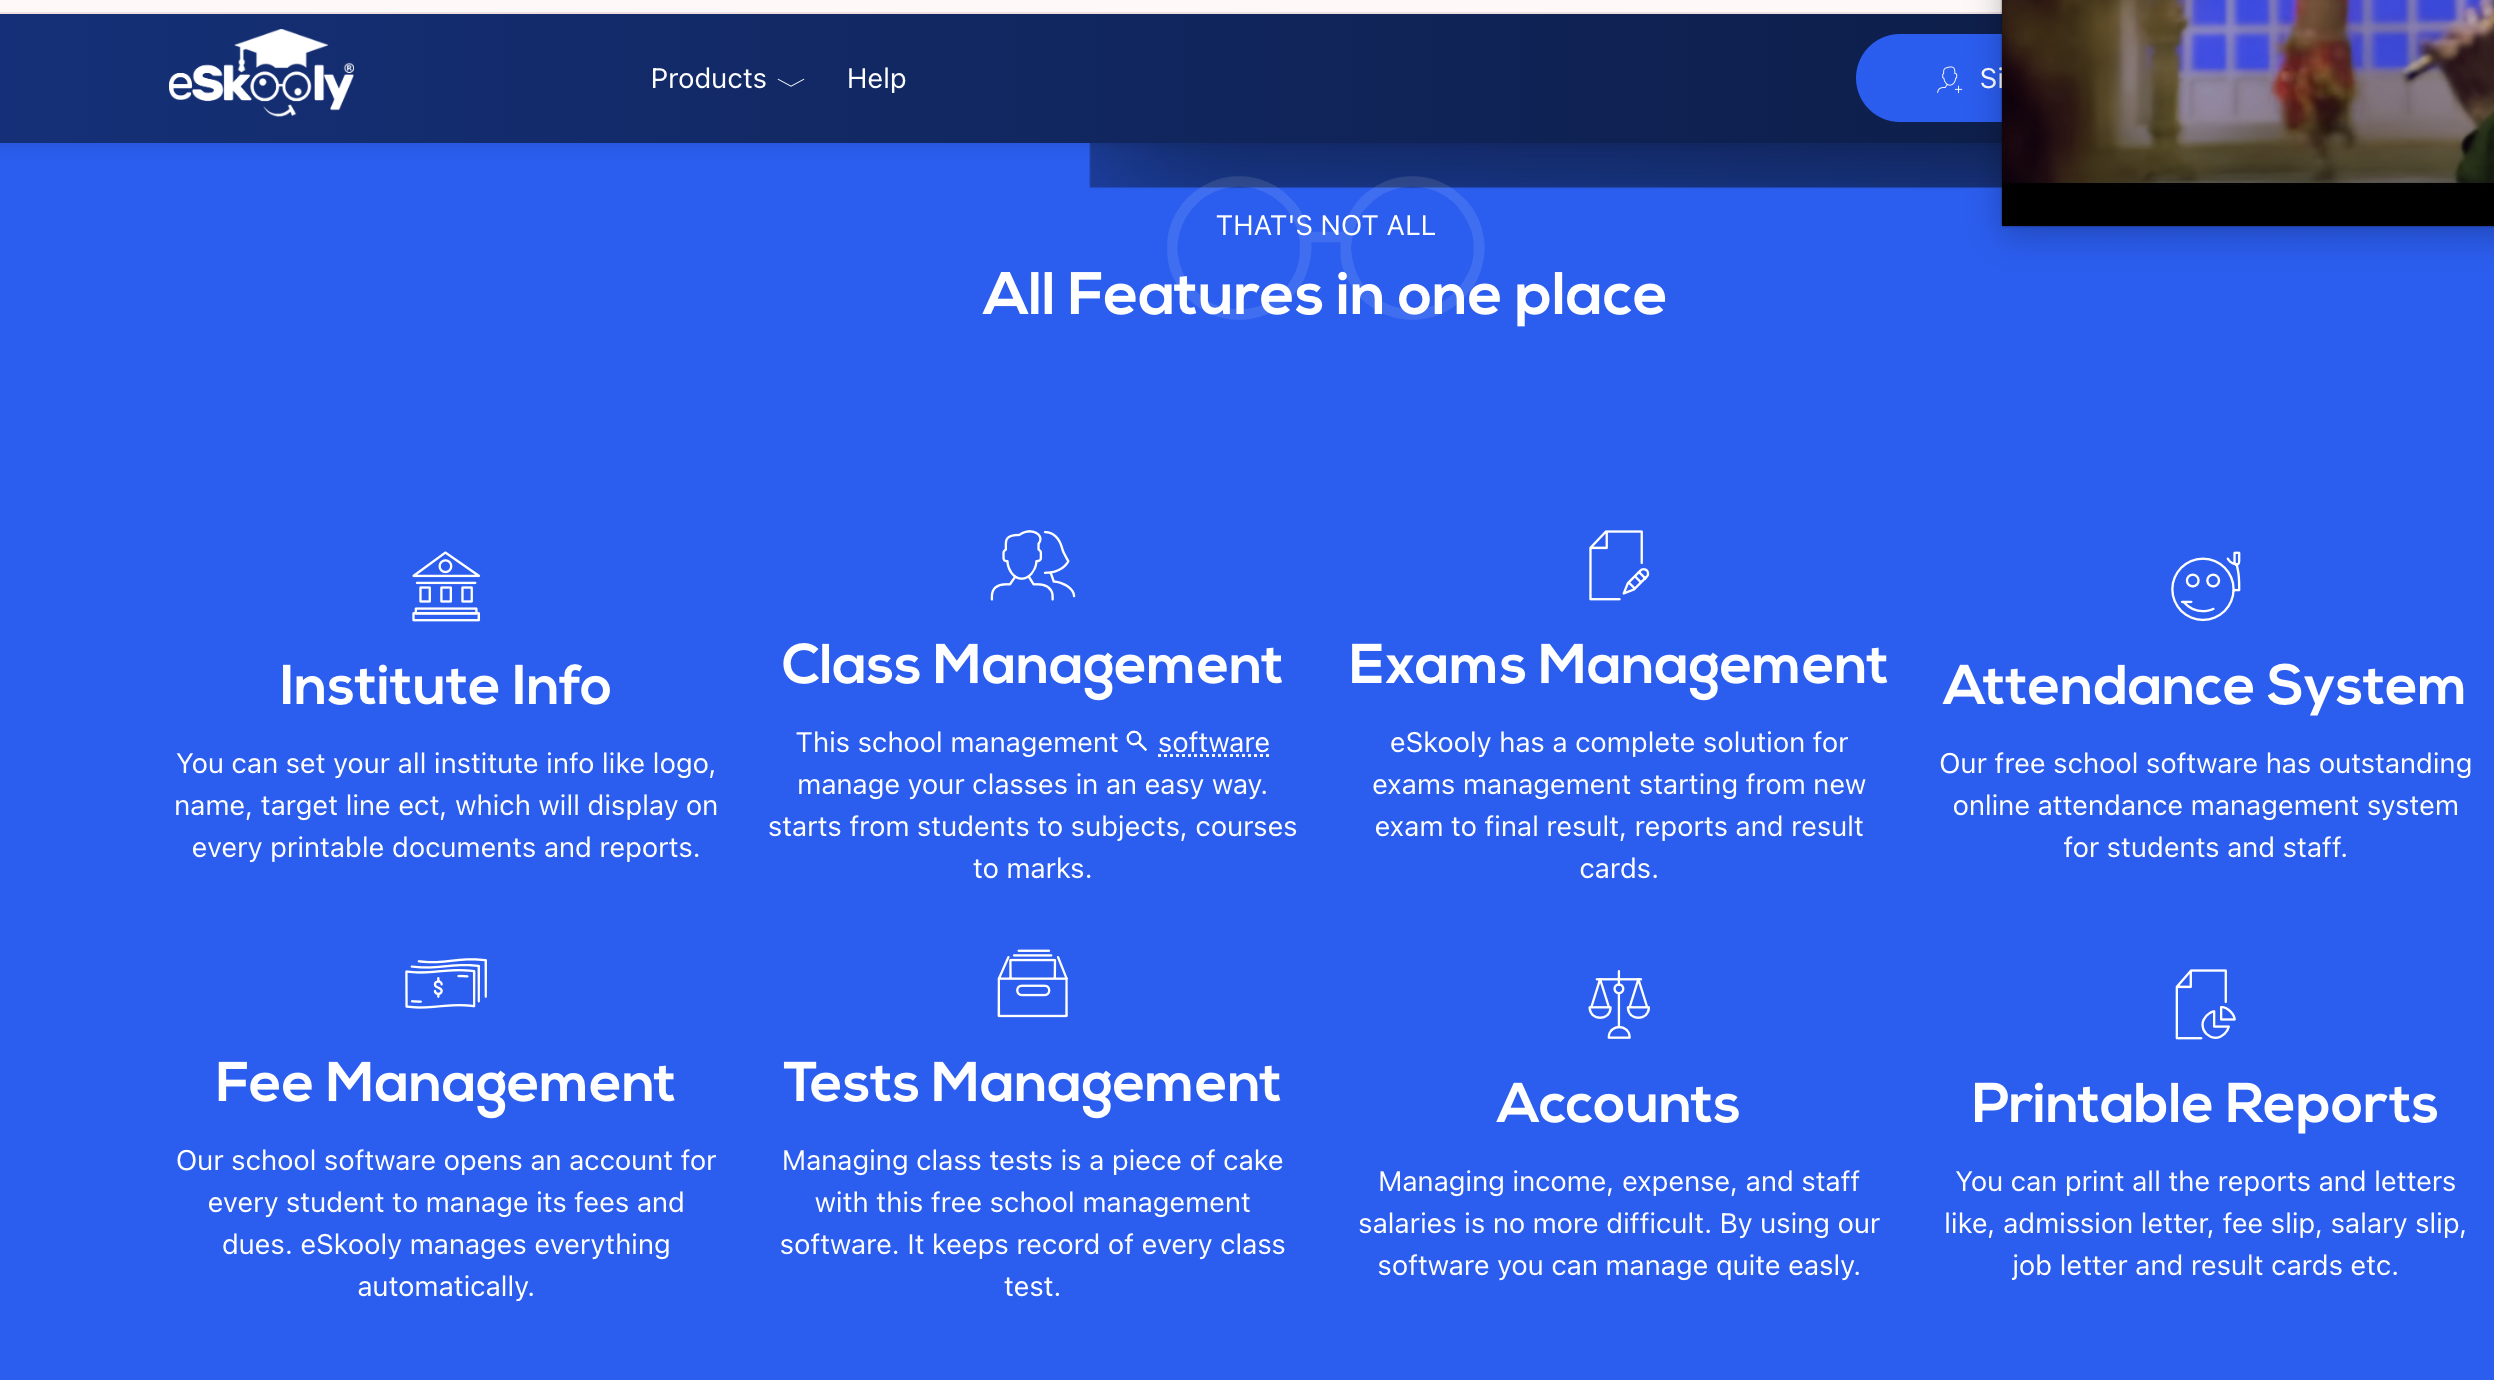 eSkooly®
Products
Help
THAT'S NOT ALL
All Features in one place
Institute Info
You can set your all institute info like logo,
name, target line ect, which will display on
every printable documents and reports.
Class Management
This school management software
manage your classes in an easy way.
starts from students to subjects, courses
to marks.
Exams Management
eSkooly has a complete solution for
exams management starting from new
exam to final result, reports and result
cards.
Attendance System
Our free school software has outstanding
online attendance management system
for students and staff.
$
Fee Management
Our school software opens an account for
every student to manage its fees and
dues. eSkooly manages everything
automatically.
Tests Management
Managing class tests is a piece of cake
with this free school management
software. It keeps record of every class
test.
Accounts
Managing income, expense, and staff
salaries is no more difficult. By using our
software you can manage quite easly.
Printable Reports
You can print all the reports and letters
like, admission letter, fee slip, salary slip,
job letter and result cards etc.